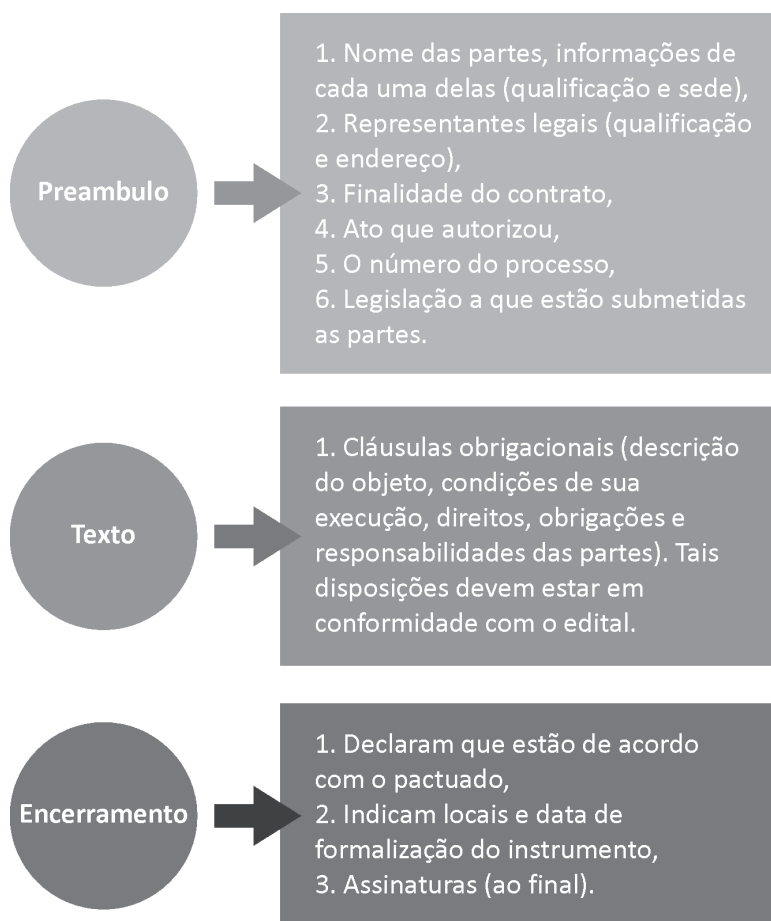 Preambulo
1. Nome das partes, informações de
cada uma delas (qualificação e sede),
2. Representantes legais (qualificação
e endereço),
3. Finalidade do contrato,
4. Ato que autorizou,
5. O número do processo,
6. Legislação a que estão submetidas
as partes.
Texto
1. Cláusulas obrigacionais (descrição
do objeto, condições de sua
execução, direitos, obrigações e
responsabilidades das partes). Tais
disposições devem estar em
conformidade com o edital.
Encerramento
1. Declaram que estão de acordo
com o pactuado,
2. Indicam locais e data de
formalização do instrumento,
3. Assinaturas (ao final).